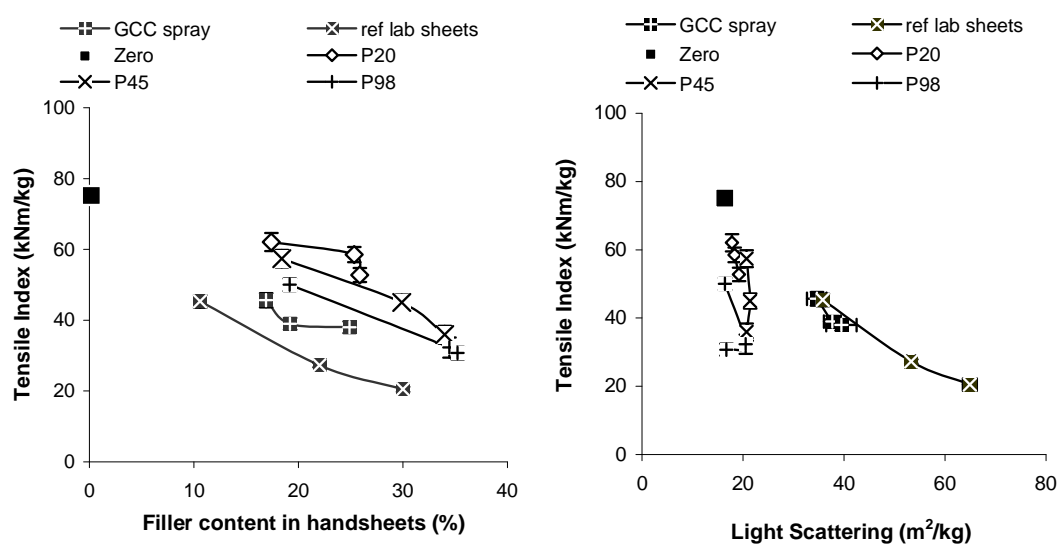 GCC spray ref lab sheets
Zero P20
P45 P98
100
80
60
40
20
0
0 10 20 30 40
Tensile Index (kNm/kg)
Filler content in handsheets (%)
GCC spray ref lab sheets
Zero P20
P45 P98
100
80
60
40
20
0
0 20 40 60 80
Tensile Index (kNm/kg)
Light Scattering (m²/kg)